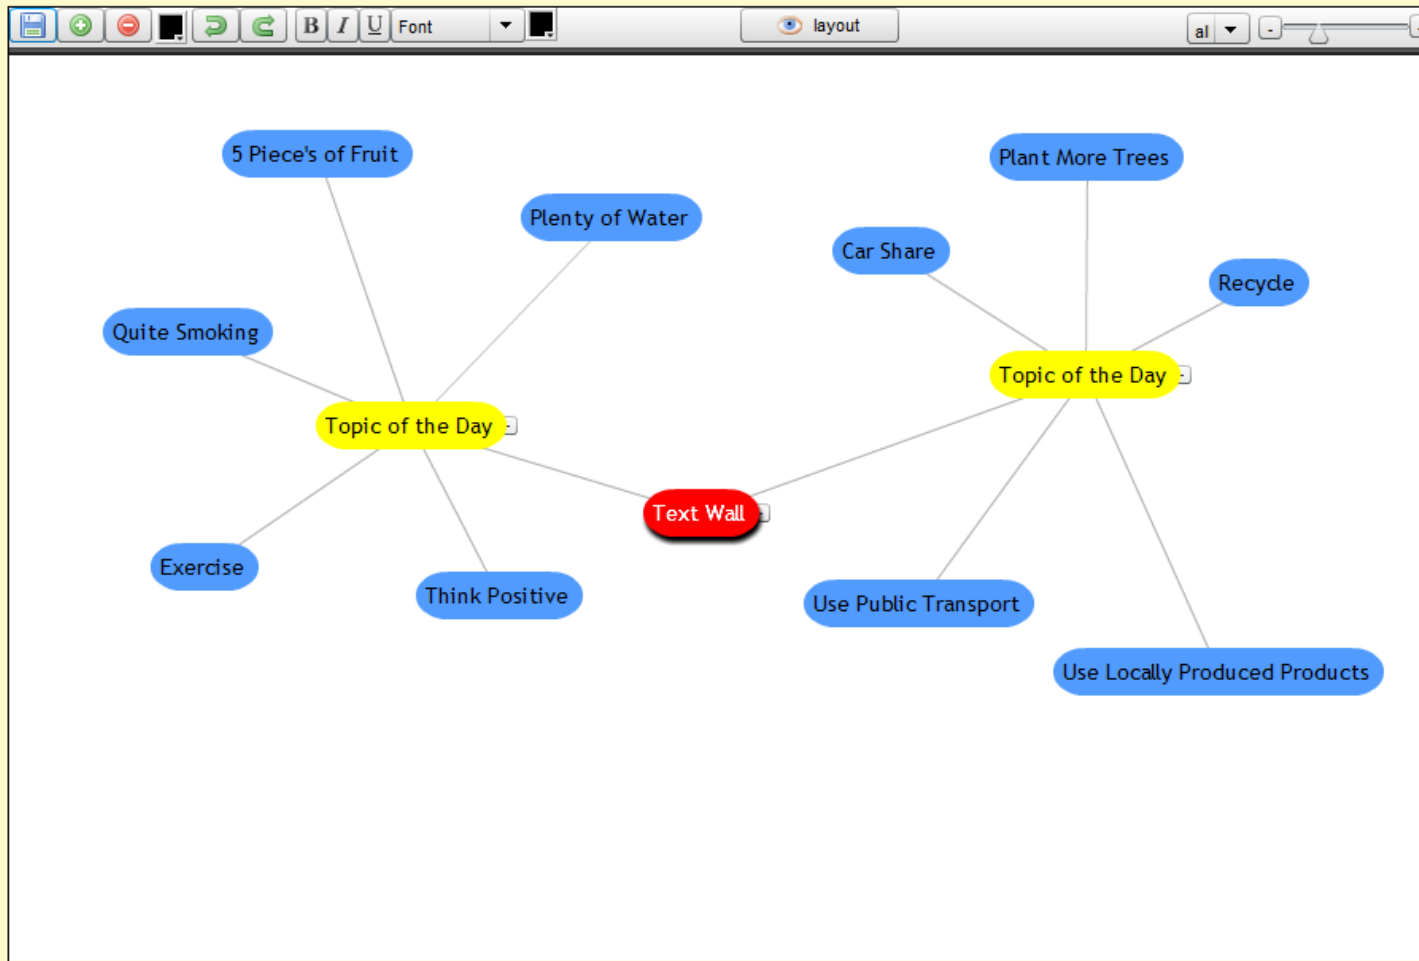 B I U Font
layout
al
5 Piece's of Fruit
Plenty of Water
Quite Smoking
Topic of the Day
Exercise
Think Positive
Text Wall
Plant More Trees
Car Share
Recycle
Topic of the Day
Use Public Transport
Use Locally Produced Products